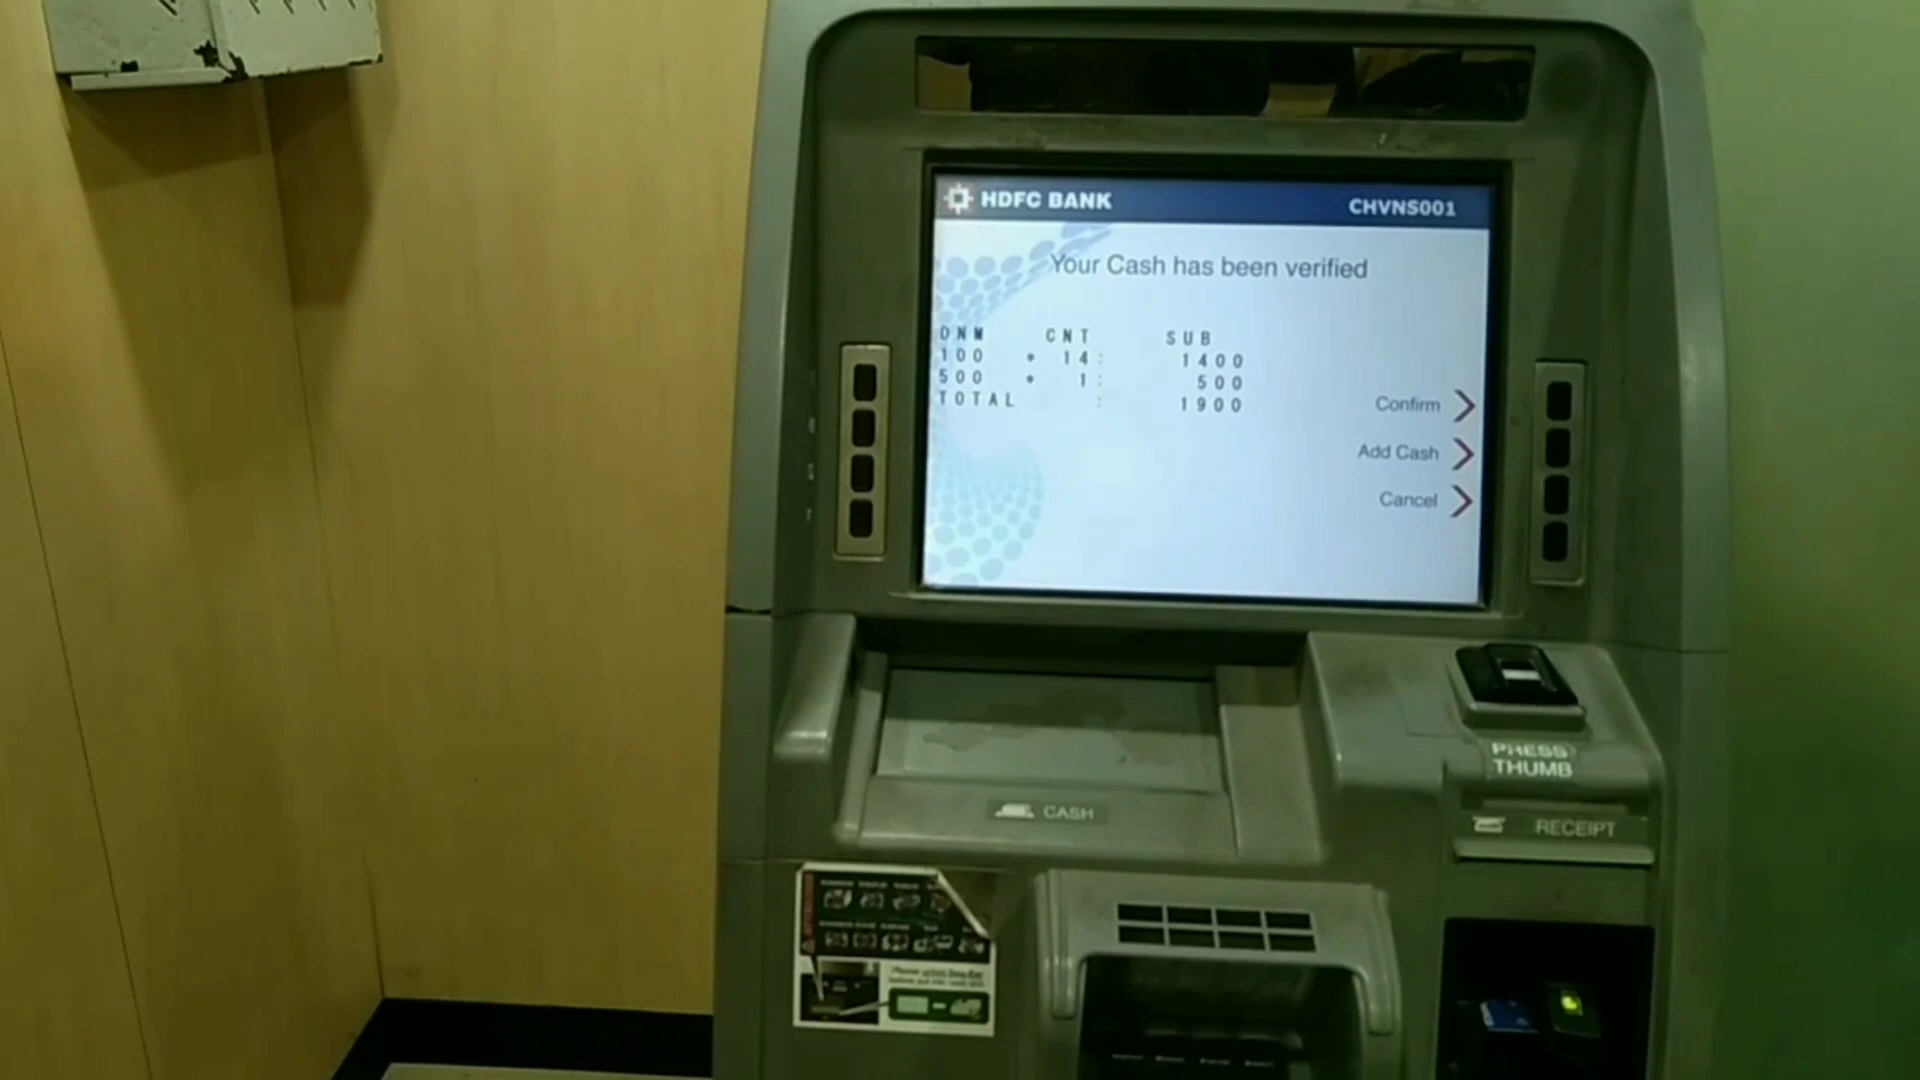 HDFC BANK
CHVNS001
Your Cash has been verified
DNM CNT SUB
100 * 14: 1400
500 * 1: 500
TOTAL : 1900
Confirm
Add Cash
Cancel
PRESS
THUMB
CASH
RECEIPT